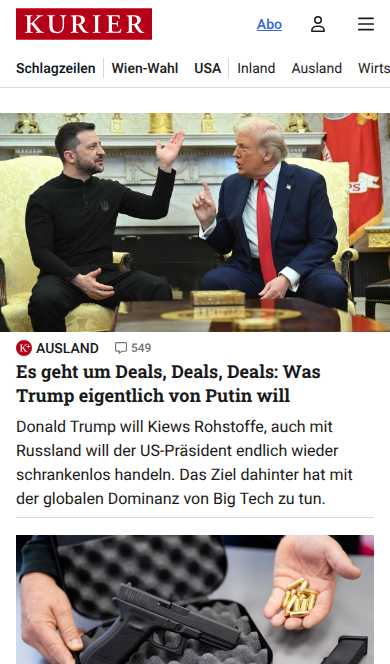 KURIER
Abo
Schlagzeilen Wien-Wahl USA Inland Ausland Wirts
K+ AUSLAND 549
Es geht um Deals, Deals, Deals: Was
Trump eigentlich von Putin will
Donald Trump will Kiews Rohstoffe, auch mit
Russland will der US-Präsident endlich wieder
schrankenlos handeln. Das Ziel dahinter hat mit
der globalen Dominanz von Big Tech zu tun.